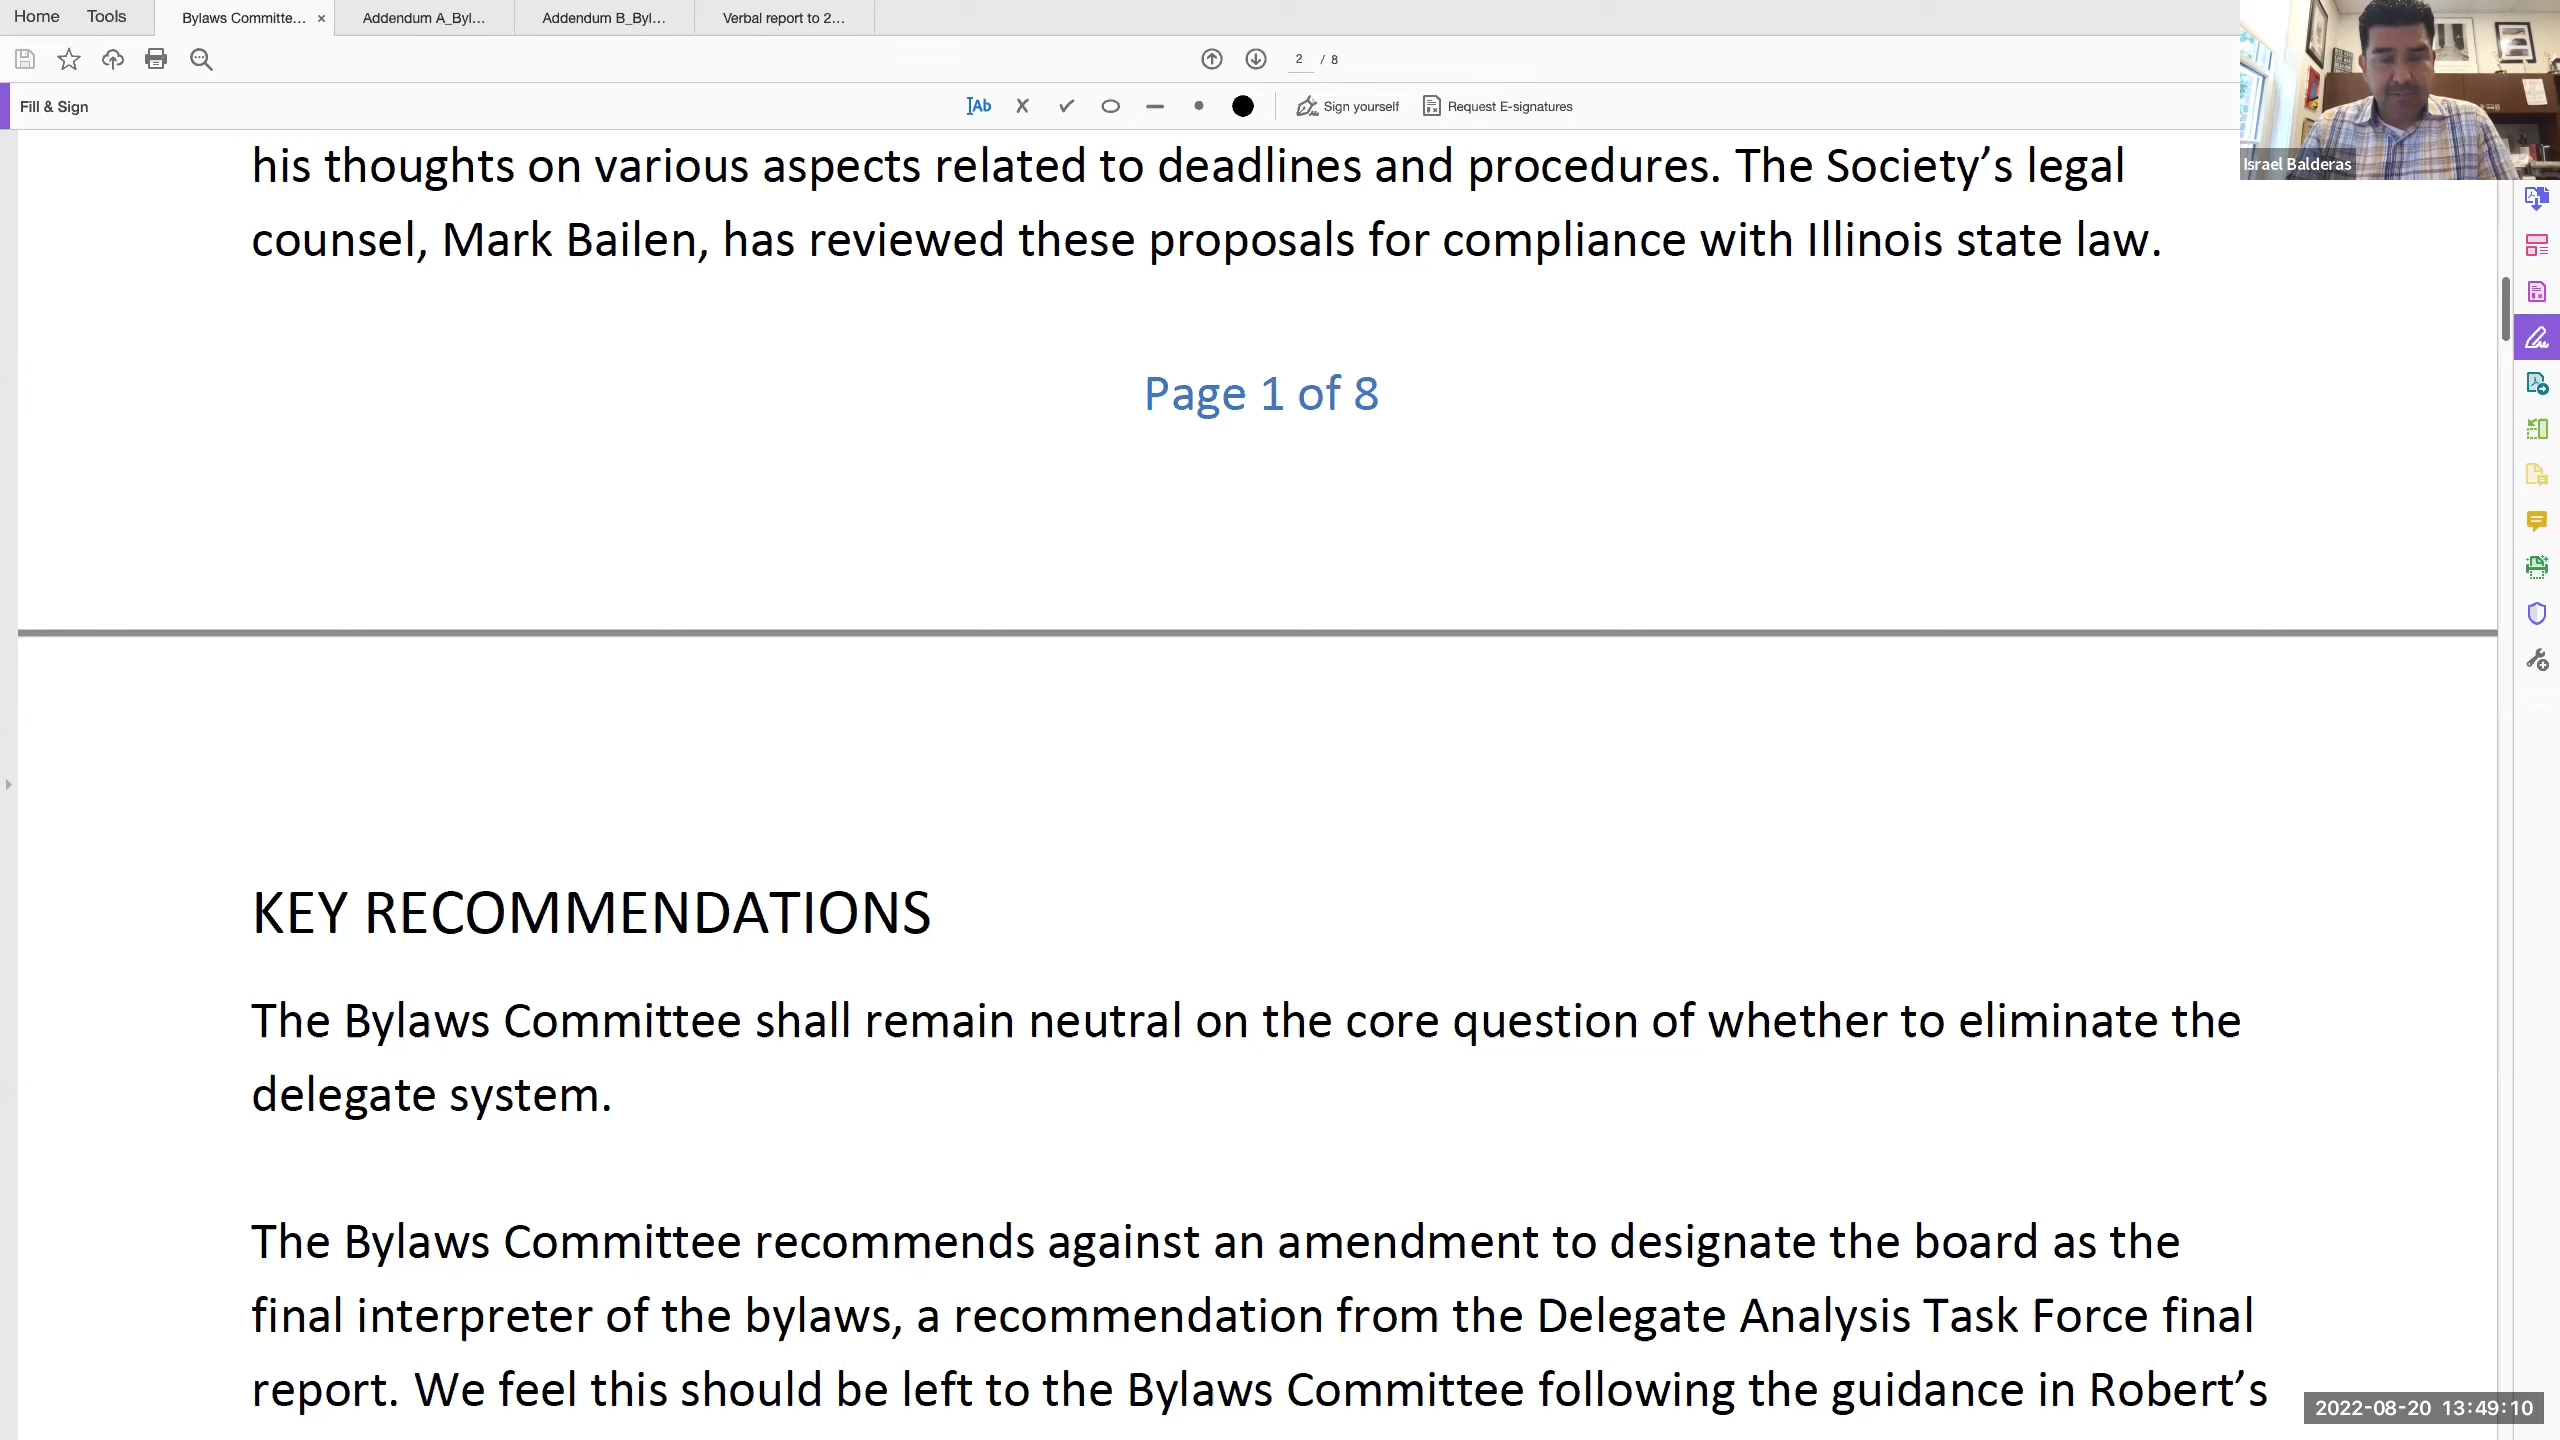 Home Tools Bylaws Committe... × Addendum A_Byl... Addendum B_Byl... Verbal report to 2...
2 / 8
Fill & Sign
Ab
Sign yourself
Request E-signatures
Israel Balderas
his thoughts on various aspects related to deadlines and procedures. The Society’s legal
counsel, Mark Bailen, has reviewed these proposals for compliance with Illinois state law.
Page 1 of 8
KEY RECOMMENDATIONS
The Bylaws Committee shall remain neutral on the core question of whether to eliminate the
delegate system.
The Bylaws Committee recommends against an amendment to designate the board as the
final interpreter of the bylaws, a recommendation from the Delegate Analysis Task Force final
report. We feel this should be left to the Bylaws Committee following the guidance in Robert’s
2022-08-20 13:49:10